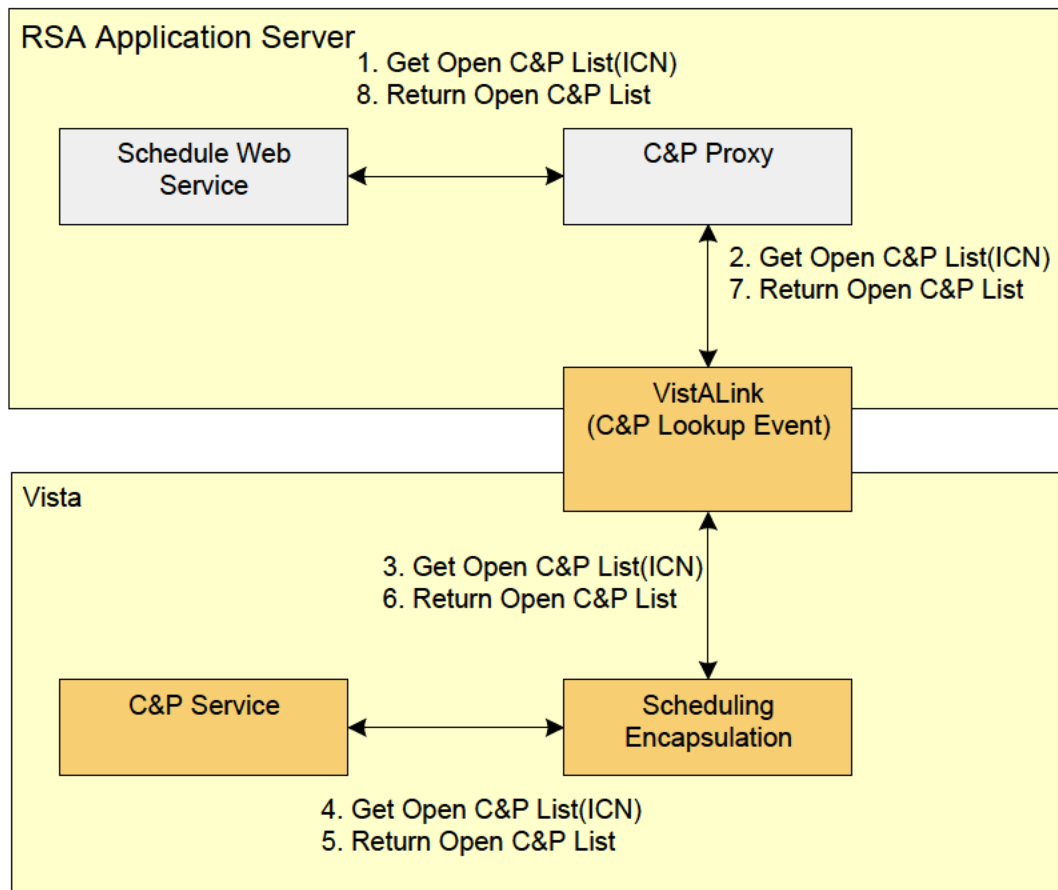 RSA Application Server
1. Get Open C&P List(ICN)
8. Return Open C&P List
Schedule Web
Service
C&P Proxy
2. Get Open C&P List(ICN)
7. Return Open C&P List
VistALink
(C&P Lookup Event)
Vista
3. Get Open C&P List(ICN)
6. Return Open C&P List
C&P Service
Scheduling
Encapsulation
4. Get Open C&P List(ICN)
5. Return Open C&P List